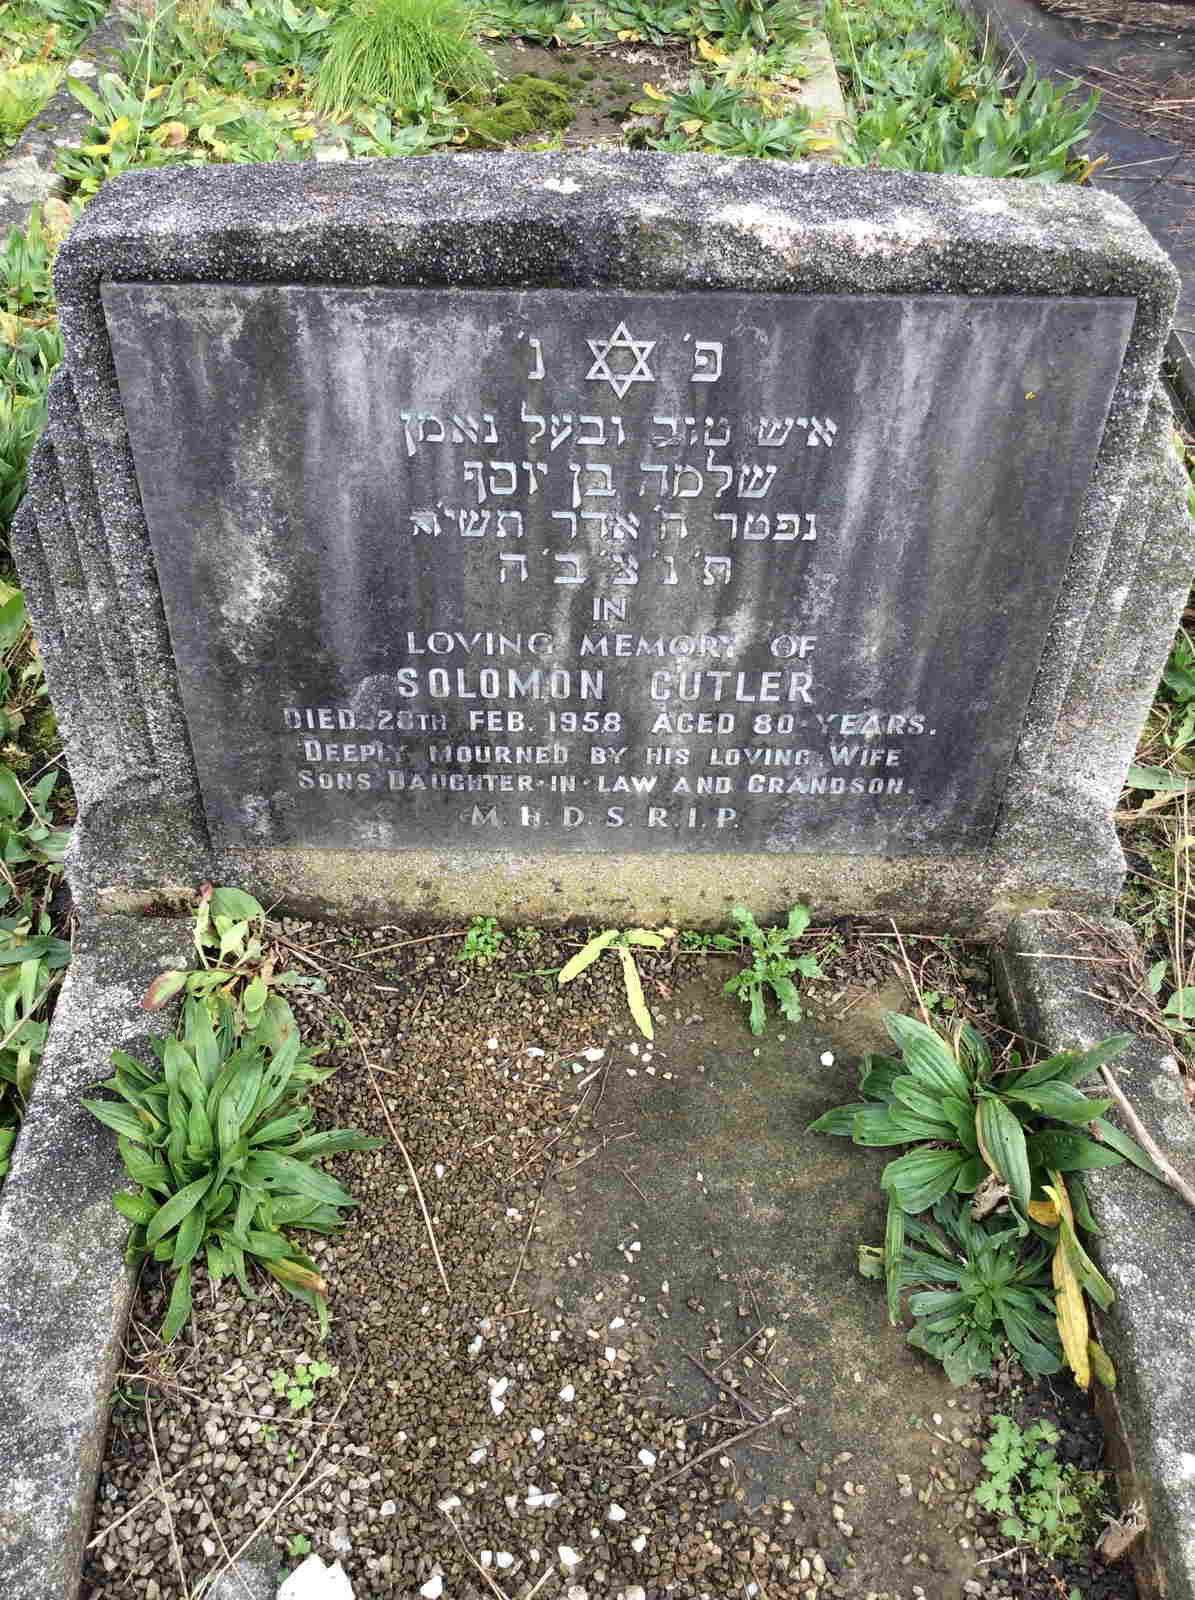 פ' נ'
איש טוב ובעל נאמן
שלמה בן יוסף
נפטר ח' אדר תשי'ח
ת' נ' צ' ב' ה
IN
LOVING MEMORY OF
SOLOMON CUTLER
DIED 28TH FEB. 1958 AGED 80 YEARS.
DEEPLY MOURNED BY HIS LOVING WIFE
SONS DAUGHTER-IN-LAW AND GRANDSON.
M.H.D.S.R.I.P.